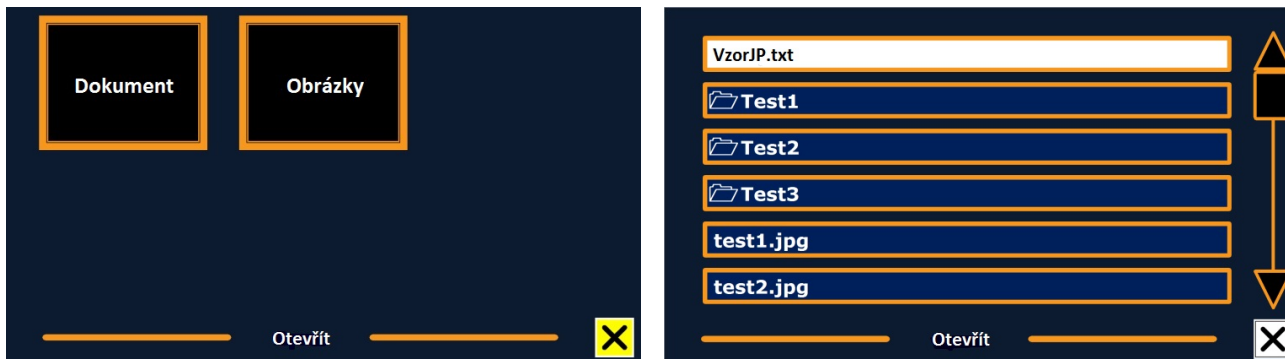 Dokument
Obrázky
Otevřít
VzorJP.txt
Test1
Test2
Test3
test1.jpg
test2.jpg
Otevřít